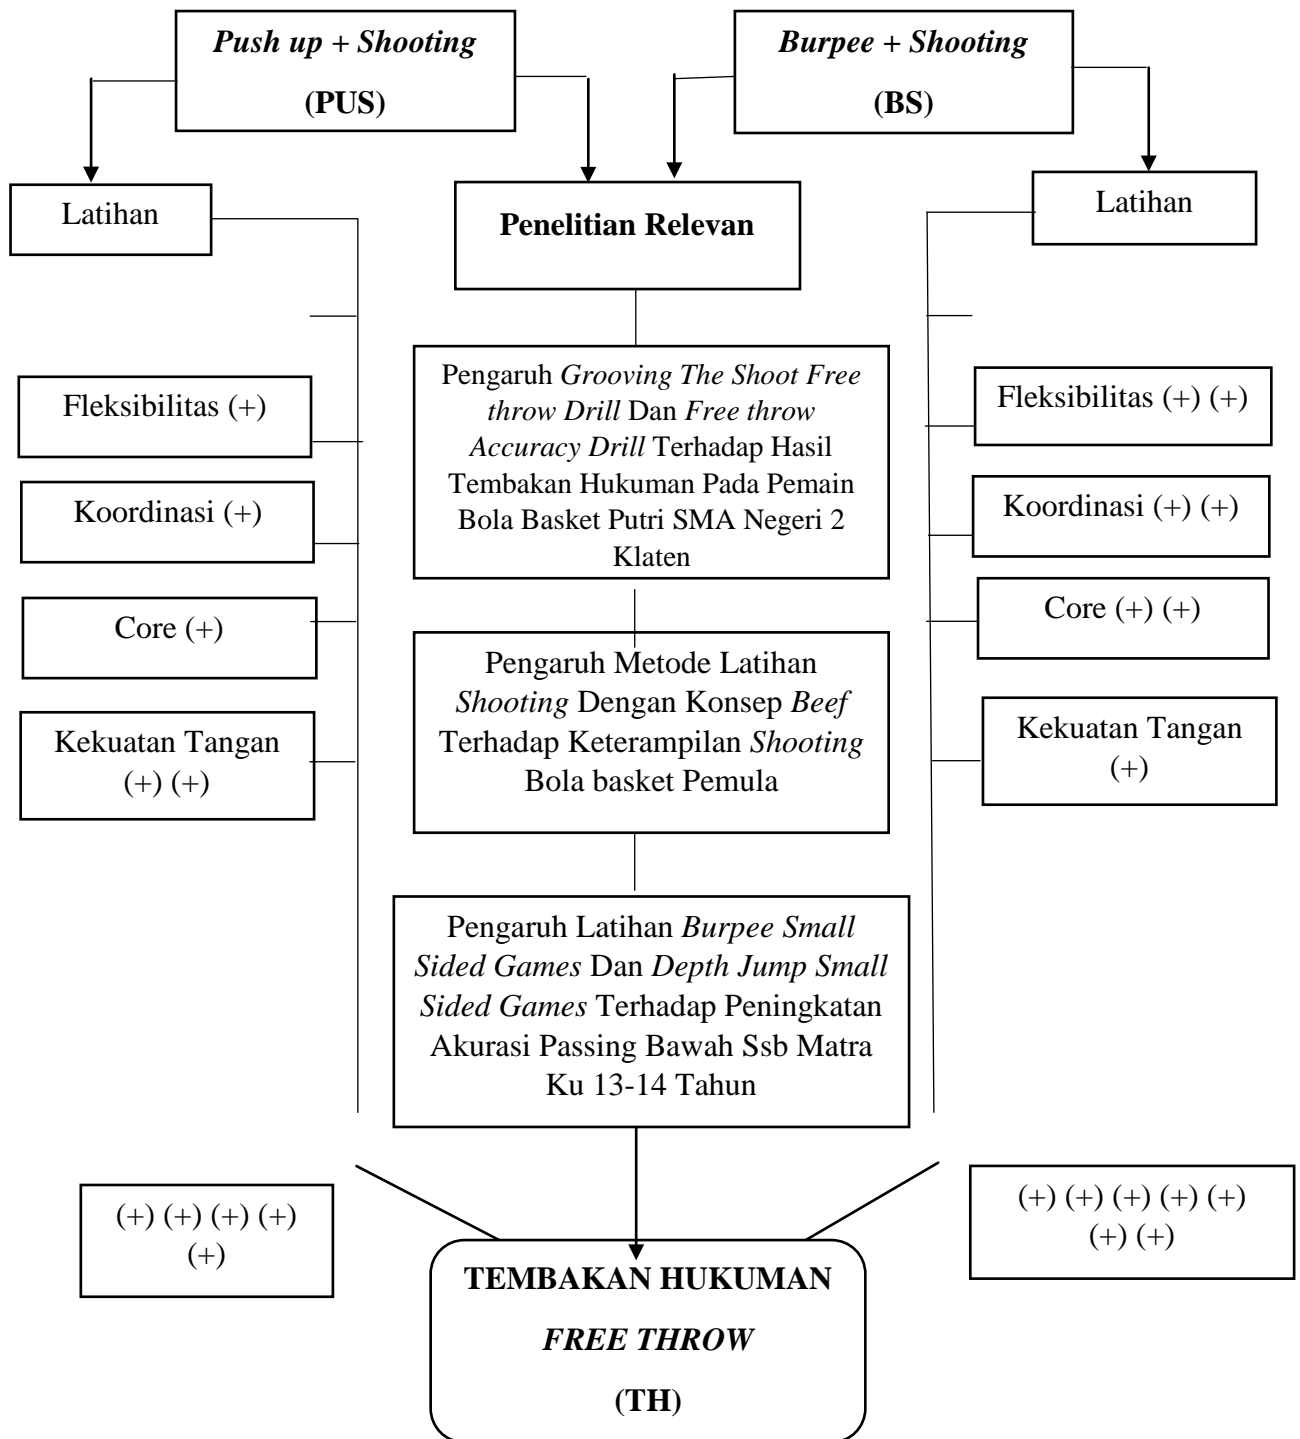 Push up + Shooting
(PUS)
Burpee + Shooting
(BS)
Latihan
Penelitian Relevan
Latihan
Fleksibilitas (+)
Koordinasi (+)
Core (+)
Kekuatan Tangan
(+) (+)
Pengaruh Grooving The Shoot Free
throw Drill Dan Free throw
Accuracy Drill Terhadap Hasil
Tembakan Hukuman Pada Pemain
Bola Basket Putri SMA Negeri 2
Klaten
Pengaruh Metode Latihan
Shooting Dengan Konsep Beef
Terhadap Keterampilan Shooting
Bola basket Pemula
Pengaruh Latihan Burpee Small
Sided Games Dan Depth Jump Small
Sided Games Terhadap Peningkatan
Akurasi Passing Bawah Ssb Matra
Ku 13-14 Tahun
Fleksibilitas (+) (+)
Koordinasi (+) (+)
Core (+) (+)
Kekuatan Tangan
(+)
(+) (+) (+) (+)
(+)
(+) (+) (+) (+) (+)
(+) (+)
TEMBAKAN HUKUMAN
FREE THROW
(TH)